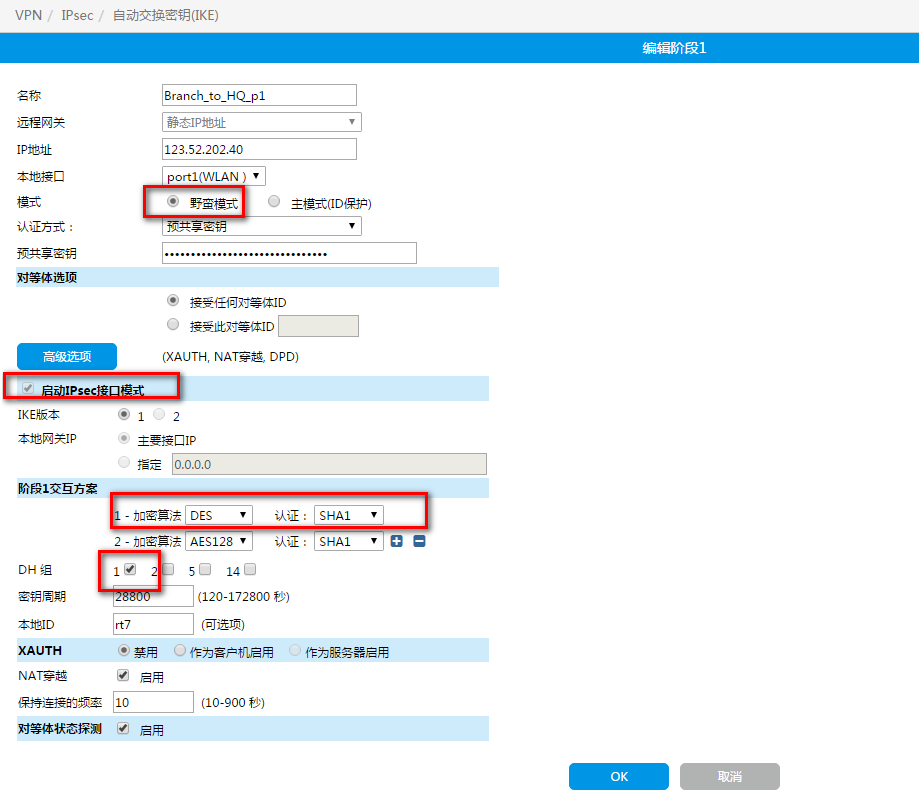 VPN / IPsec / 自动交换密钥(IKE)
编辑阶段1
名称 Branch_to_HQ_p1
远程网关 静态IP地址
IP地址 123.52.202.40
本地接口 port1(WLAN )
模式 野蛮模式 主模式(ID保护)
认证方式： 预共享密钥
预共享密钥 •••••••••••••••••••••••••••••••
对等体选项
接受任何对等体ID
接受此对等体ID
高级选项 (XAUTH, NAT穿越, DPD)
启动IPsec接口模式
IKE版本 1 2
本地网关IP 主要接口IP
指定 0.0.0.0
阶段1交互方案
1 - 加密算法 DES 认证： SHA1
2 - 加密算法 AES128 认证： SHA1
DH 组 1 2 5 14
密钥周期 28800 (120-172800 秒)
本地ID rt7 (可选项)
XAUTH 禁用 作为客户机启用 作为服务器启用
NAT穿越 启用
保持连接的频率 10 (10-900 秒)
对等体状态探测 启用
OK 取消